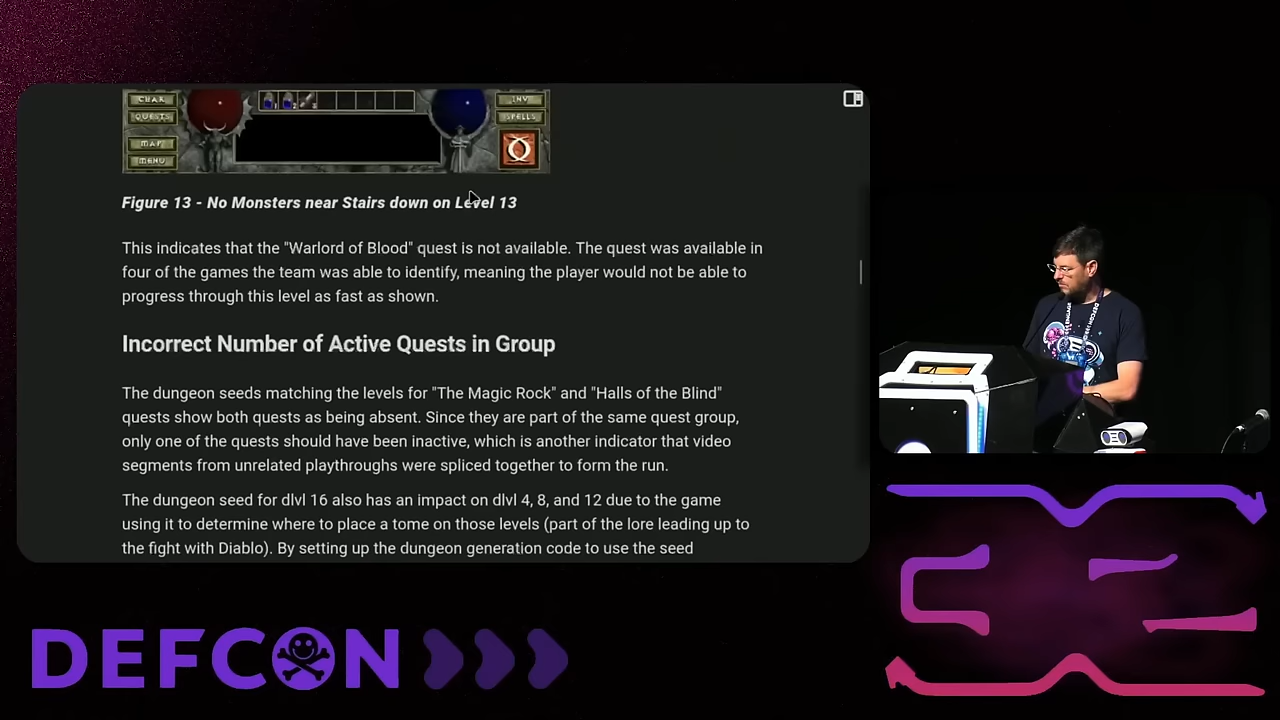 CHAR
QUESTS
MAP
MENU
INV
SPELLS
Figure 13 - No Monsters near Stairs down on Level 13
This indicates that the "Warlord of Blood" quest is not available. The quest was available in
four of the games the team was able to identify, meaning the player would not be able to
progress through this level as fast as shown.
Incorrect Number of Active Quests in Group
The dungeon seeds matching the levels for "The Magic Rock" and "Halls of the Blind"
quests show both quests as being absent. Since they are part of the same quest group,
only one of the quests should have been inactive, which is another indicator that video
segments from unrelated playthroughs were spliced together to form the run.
The dungeon seed for dlvl 16 also has an impact on dlvl 4, 8, and 12 due to the game
using it to determine where to place a tome on those levels (part of the lore leading up to
the fight with Diablo). By setting up the dungeon generation code to use the seed
DEFCON